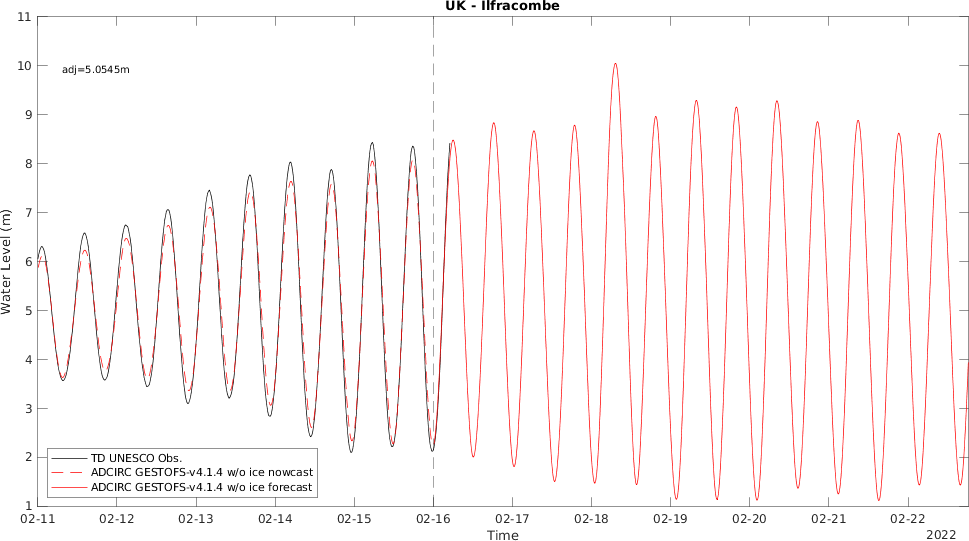 UK - Ilfracombe
11
10
9
8
7
6
5
4
3
2
1
Water Level (m)
adj=5.0545m
TD UNESCO Obs.
ADCIRC GESTOFS-v4.1.4 w/o ice nowcast
ADCIRC GESTOFS-v4.1.4 w/o ice forecast
02-11 02-12 02-13 02-14 02-15 02-16 02-17 02-18 02-19 02-20 02-21 02-22
Time
2022